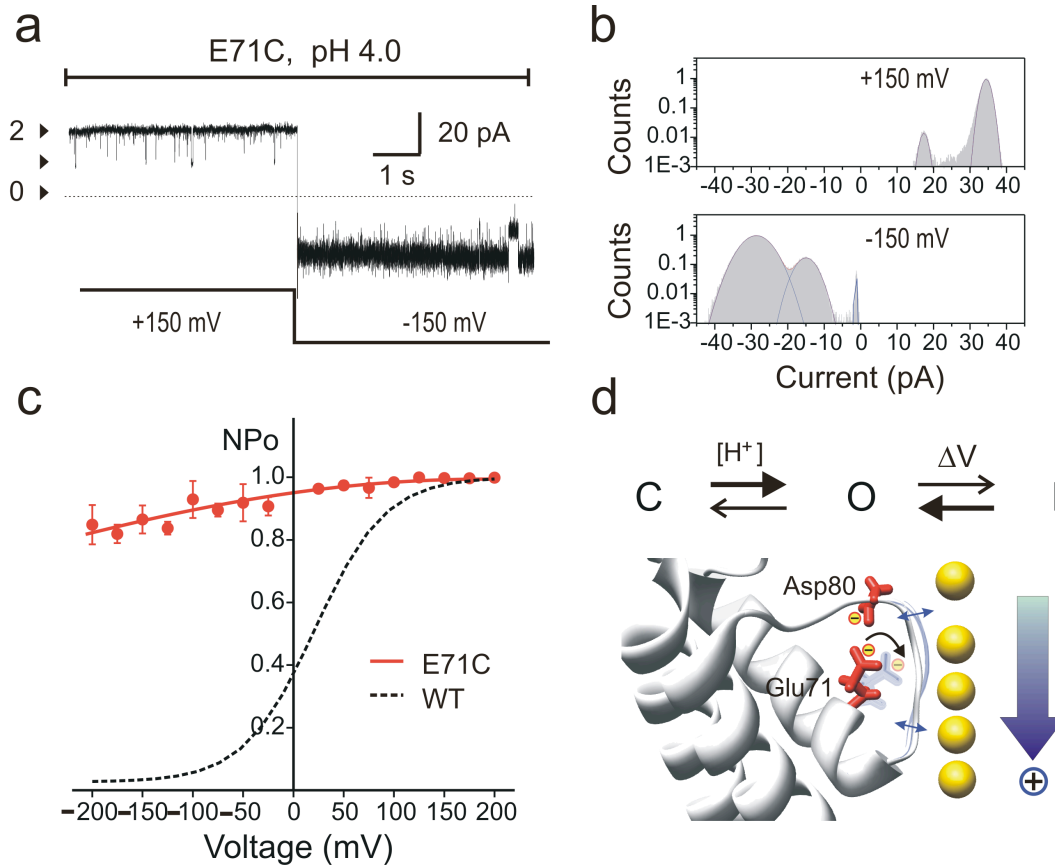 a
E71C, pH 4.0
2
0
20 pA
1 s
+150 mV
-150 mV
b
Counts
1
0.1
0.01
1E-3
+150 mV
-40 -30 -20 -10 0 10 20 30 40
Counts
1
0.1
0.01
1E-3
-150 mV
-40 -30 -20 -10 0 10 20 30 40
Current (pA)
c
NPo
1.0
0.8
0.6
0.4
0.2
E71C
WT
−200 −150 −100 −50 0 50 100 150 200
Voltage (mV)
d
[H+]
ΔV
C
O
Asp80
−
−
−
Glu71
+